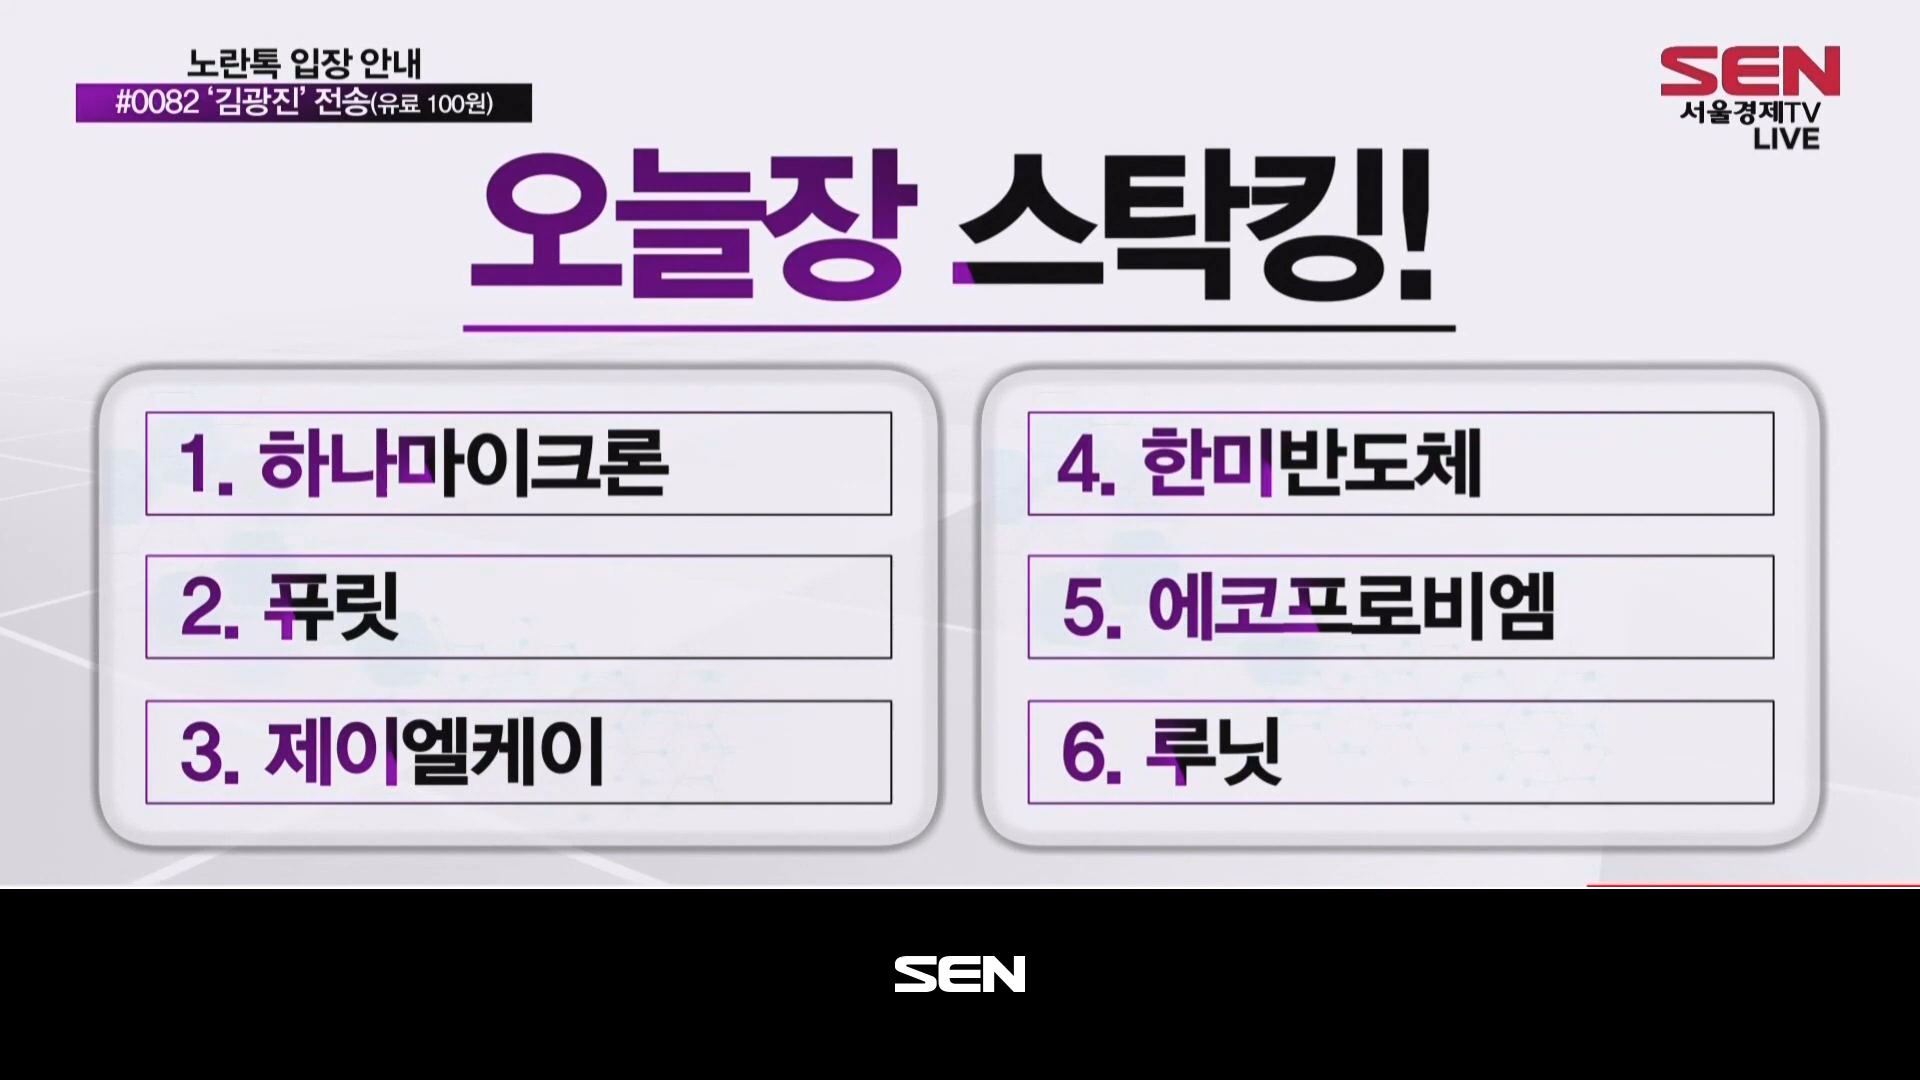 노란톡 입장 안내
#0082 ‘김광진’ 전송(유료 100원)
SEN
서울경제TV
LIVE
오늘장 스탁킹!
1. 하나마이크론
2. 퓨릿
3. 제이엘케이
4. 한미반도체
5. 에코프로비엠
6. 루닛
SEN